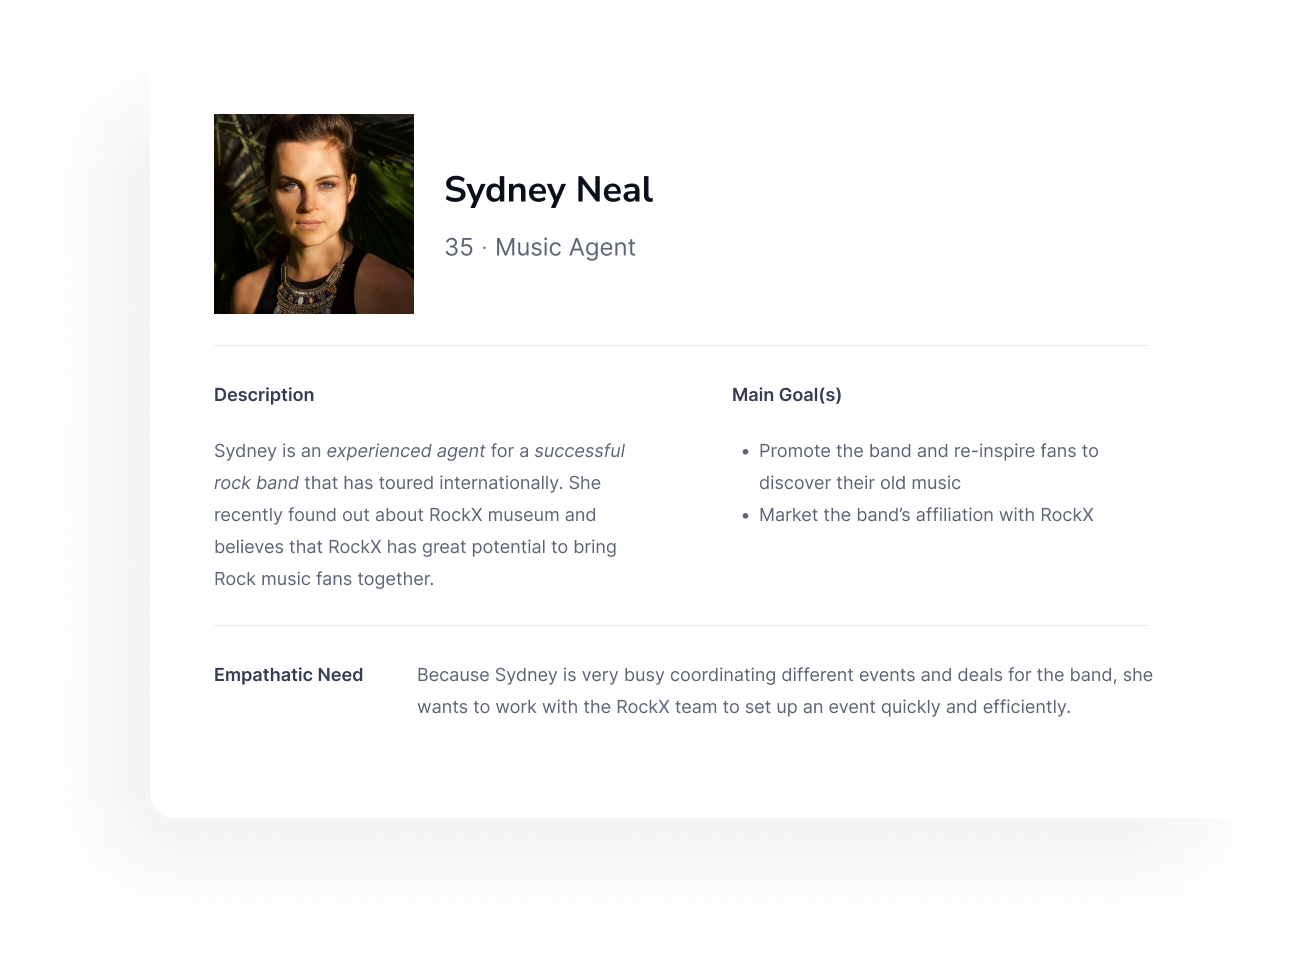 Sydney Neal
35 · Music Agent
Description
Sydney is an experienced agent for a successful
rock band that has toured internationally. She
recently found out about RockX museum and
believes that RockX has great potential to bring
Rock music fans together.
Main Goal(s)
• Promote the band and re-inspire fans to
discover their old music
• Market the band’s affiliation with RockX
Empathatic Need
Because Sydney is very busy coordinating different events and deals for the band, she
wants to work with the RockX team to set up an event quickly and efficiently.